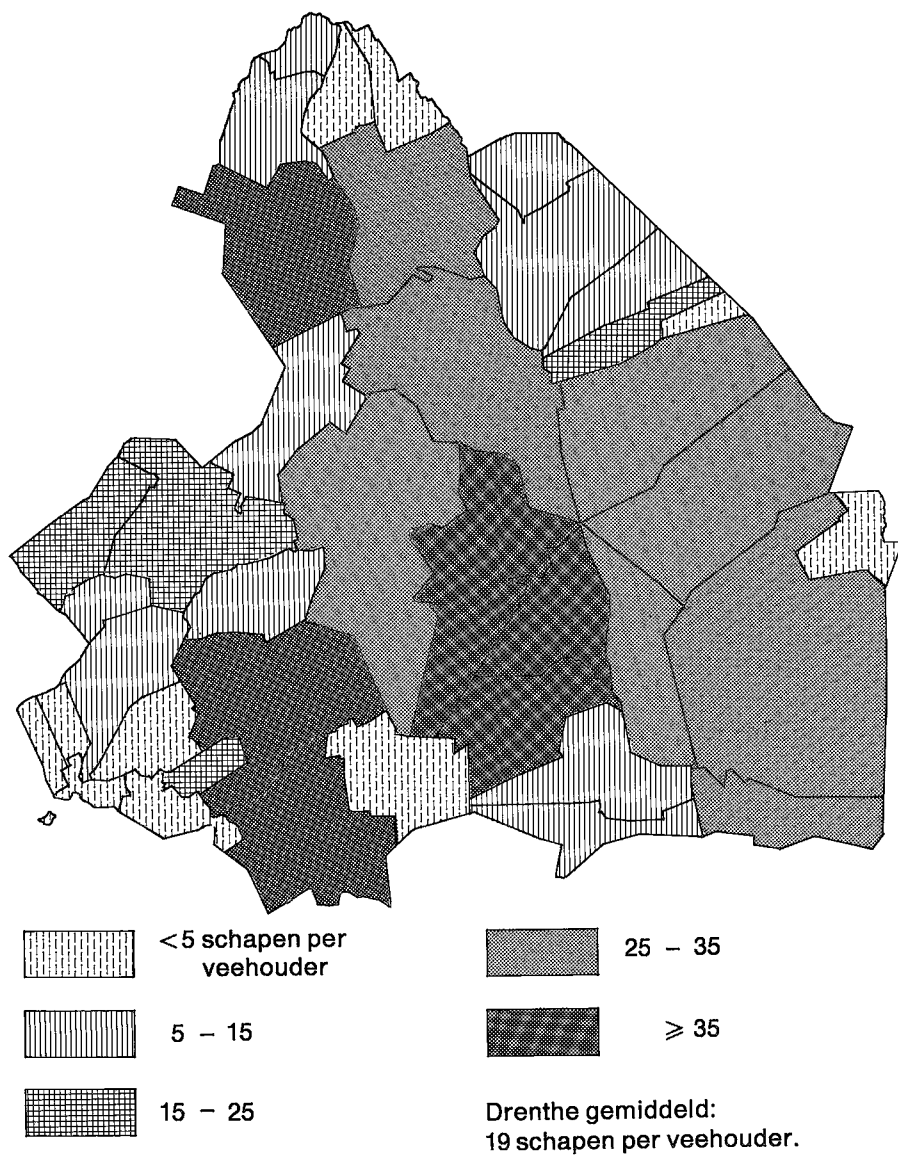 <5 schapen per
veehouder
5 – 15
15 – 25
25 – 35
⩾ 35
Drenthe gemiddeld:
19 schapen per veehouder.